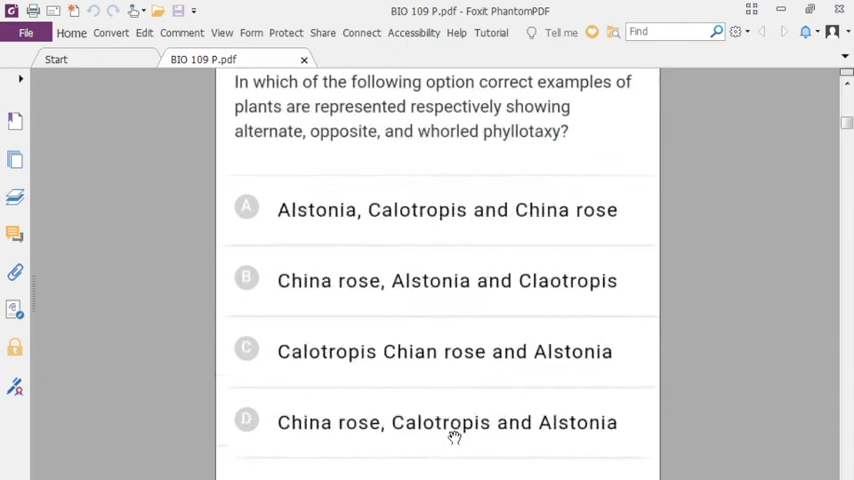 BIO 109 P.pdf - Foxit PhantomPDF
File Home Convert Edit Comment View Form Protect Share Connect Accessibility Help Tutorial Tell me Find
Start BIO 109 P.pdf
In which of the following option correct examples of
plants are represented respectively showing
alternate, opposite, and whorled phyllotaxy?
A Alstonia, Calotropis and China rose
B China rose, Alstonia and Claotropis
C Calotropis Chian rose and Alstonia
D China rose, Calotropis and Alstonia